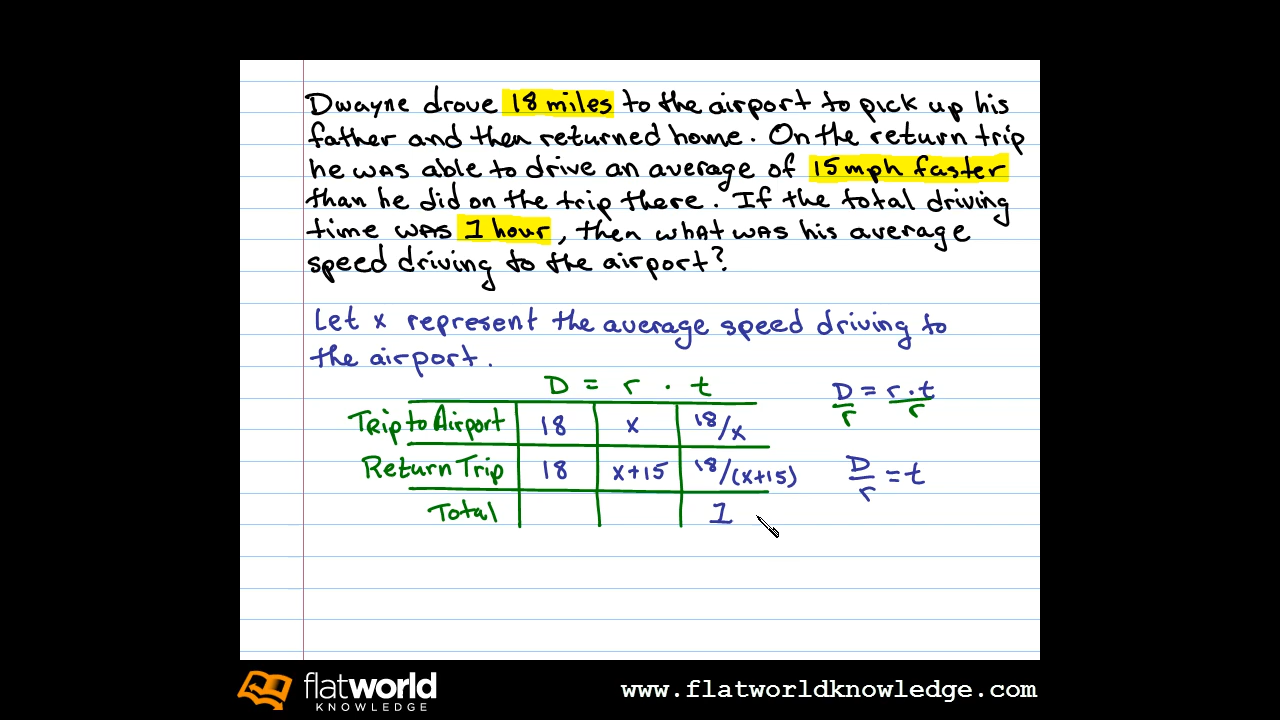 Dwayne drove 18 miles to the airport to pick up his
father and then returned home. On the return trip
he was able to drive an average of 15mph faster
than he did on the trip there. If the total driving
time was 1 hour, then what was his average
speed driving to the airport?
Let x represent the average speed driving to
the airport.
D = r · t
Trip to Airport 18 x 18/x
Return Trip 18 x+15 18/(x+15)
Total 1
D/r = r·t/r
D/r = t
flatworld
KNOWLEDGE
www.flatworldknowledge.com